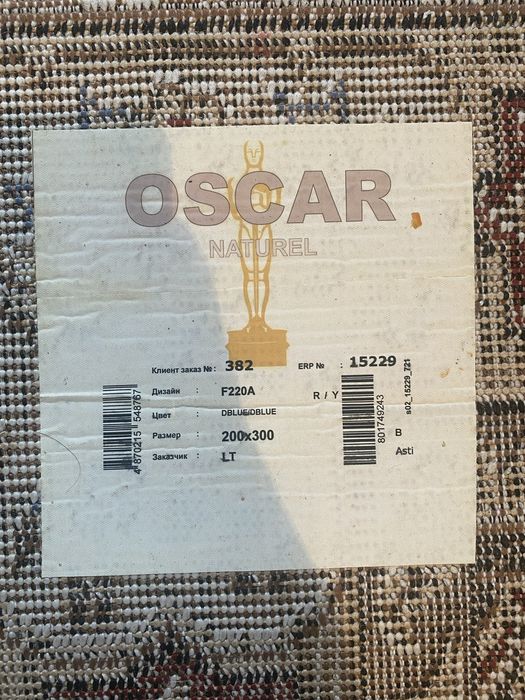 OSCAR
NATUREL
Клиент заказ №: 382 ERP № : 15229
Дизайн : F220A R / Y
Цвет : DBLUE/DBLUE
Размер : 200x300 B
Заказчик : LT Asti
4 870215 548767
801749243
s02_15229_721